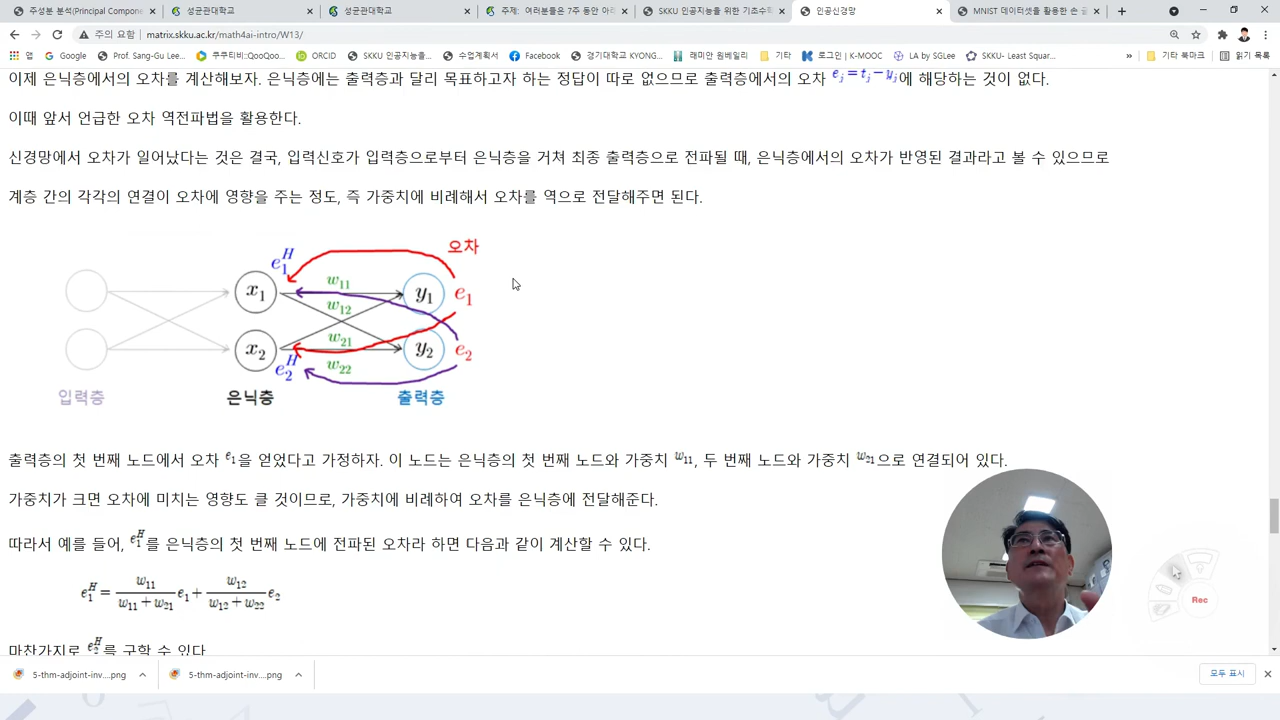 주성분 분석(Principal Componen
성균관대학교
성균관대학교
주제: 여러분들은 7주 동안 아래
SKKU 인공지능을 위한 기초수학
인공신경망
MNIST 데이터셋을 활용한 손 글
주의 요함 | matrix.skku.ac.kr/math4ai-intro/W13/
앱 Google Prof. Sang-Gu Lee... YouTube 쿠쿠티비::QooQoo... ORCID SKKU 인공지능을... 수업계획서 Facebook 경기대학교 KYONG... 래미안 원베일리 기타 로그인 | K-MOOC LA by SGLee SKKU- Least Squar... » 기타 북마크 읽기 목록
이제 은닉층에서의 오차를 계산해보자. 은닉층에는 출력층과 달리 목표하고자 하는 정답이 따로 없으므로 출력층에서의 오차 e_j = t_j − y_j에 해당하는 것이 없다.
이때 앞서 언급한 오차 역전파법을 활용한다.
신경망에서 오차가 일어났다는 것은 결국, 입력신호가 입력층으로부터 은닉층을 거쳐 최종 출력층으로 전파될 때, 은닉층에서의 오차가 반영된 결과라고 볼 수 있으므로
계층 간의 각각의 연결이 오차에 영향을 주는 정도, 즉 가중치에 비례해서 오차를 역으로 전달해주면 된다.
오차
e_1^H
w_11
x_1 y_1 e_1
w_12
w_21
x_2 y_2 e_2
e_2^H w_22
입력층 은닉층 출력층
출력층의 첫 번째 노드에서 오차 e_1을 얻었다고 가정하자. 이 노드는 은닉층의 첫 번째 노드와 가중치 w_11, 두 번째 노드와 가중치 w_21으로 연결되어 있다.
가중치가 크면 오차에 미치는 영향도 클 것이므로, 가중치에 비례하여 오차를 은닉층에 전달해준다.
따라서 예를 들어, e_1^H를 은닉층의 첫 번째 노드에 전파된 오차라 하면 다음과 같이 계산할 수 있다.
e_1^H = w_11/(w_11 + w_21) e_1 + w_12/(w_12 + w_22) e_2
마찬가지로 e_2^H를 구할 수 있다
Rec
5-thm-adjoint-inv....png
5-thm-adjoint-inv....png
모두 표시